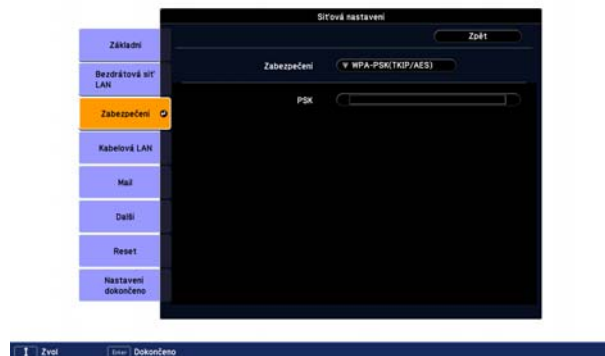 Síťová nastavení
Zpět
Základní
Zabezpečení WPA-PSK(TKIP/AES)
Bezdrátová síť
LAN
PSK
Zabezpečení
Kabelová LAN
Mail
Další
Reset
Nastavení
dokončeno
Zvol Enter Dokončeno